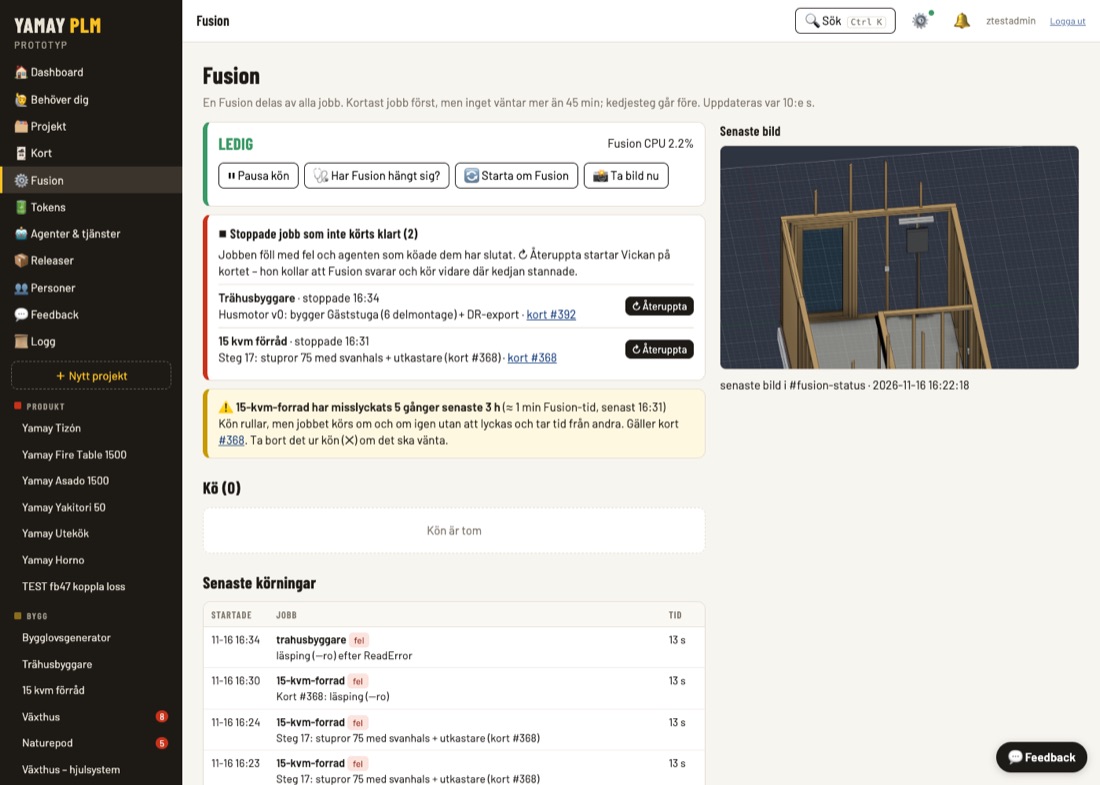 YAMAY PLM
PROTOTYP
Dashboard
Behöver dig
Projekt
Kort
Fusion
Tokens
Agenter & tjänster
Releaser
Personer
Feedback
Logg
+ Nytt projekt
PRODUKT
Yamay Tizón
Yamay Fire Table 1500
Yamay Asado 1500
Yamay Yakitori 50
Yamay Utekök
Yamay Horno
TEST fb47 koppla loss
BYGG
Bygglovsgenerator
Trähusbyggare
15 kvm förråd
Växthus 8
Naturepod 5
Växthus – hjulsystem
Fusion
Sök Ctrl K
ztestadmin
Logga ut
Fusion
En Fusion delas av alla jobb. Kortast jobb först, men inget väntar mer än 45 min; kedjesteg går före. Uppdateras var 10:e s.
LEDIG
Fusion CPU 2.2%
Pausa kön
Har Fusion hängt sig?
Starta om Fusion
Ta bild nu
Stoppade jobb som inte körts klart (2)
Jobben föll med fel och agenten som köade dem har slutat. ↻ Återuppta startar Vickan på
kortet – hon kollar att Fusion svarar och kör vidare där kedjan stannade.
Trähusbyggare · stoppade 16:34
Husmotor v0: bygger Gäststuga (6 delmontage) + DR-export · kort #392
↻ Återuppta
15 kvm förråd · stoppade 16:31
Steg 17: stupror 75 med svanhals + utkastare (kort #368) · kort #368
↻ Återuppta
⚠ 15-kvm-forrad har misslyckats 5 gånger senaste 3 h (≈ 1 min Fusion-tid, senast 16:31)
Kön rullar, men jobbet körs om och om igen utan att lyckas och tar tid från andra. Gäller kort
#368. Ta bort det ur kön (✕) om det ska vänta.
Kö (0)
Kön är tom
Senaste körningar
STARTADE JOBB TID
11-16 16:34 trahusbyggare fel 13 s
läsping (--ro) efter ReadError
11-16 16:30 15-kvm-forrad fel 13 s
Kort #368: läsping (--ro)
11-16 16:24 15-kvm-forrad fel 13 s
Steg 17: stupror 75 med svanhals + utkastare (kort #368)
11-16 16:23 15-kvm-forrad fel 13 s
Steg 17: stupror 75 med svanhals + utkastare (kort #368)
Senaste bild
senaste bild i #fusion-status · 2026-11-16 16:22:18
Feedback